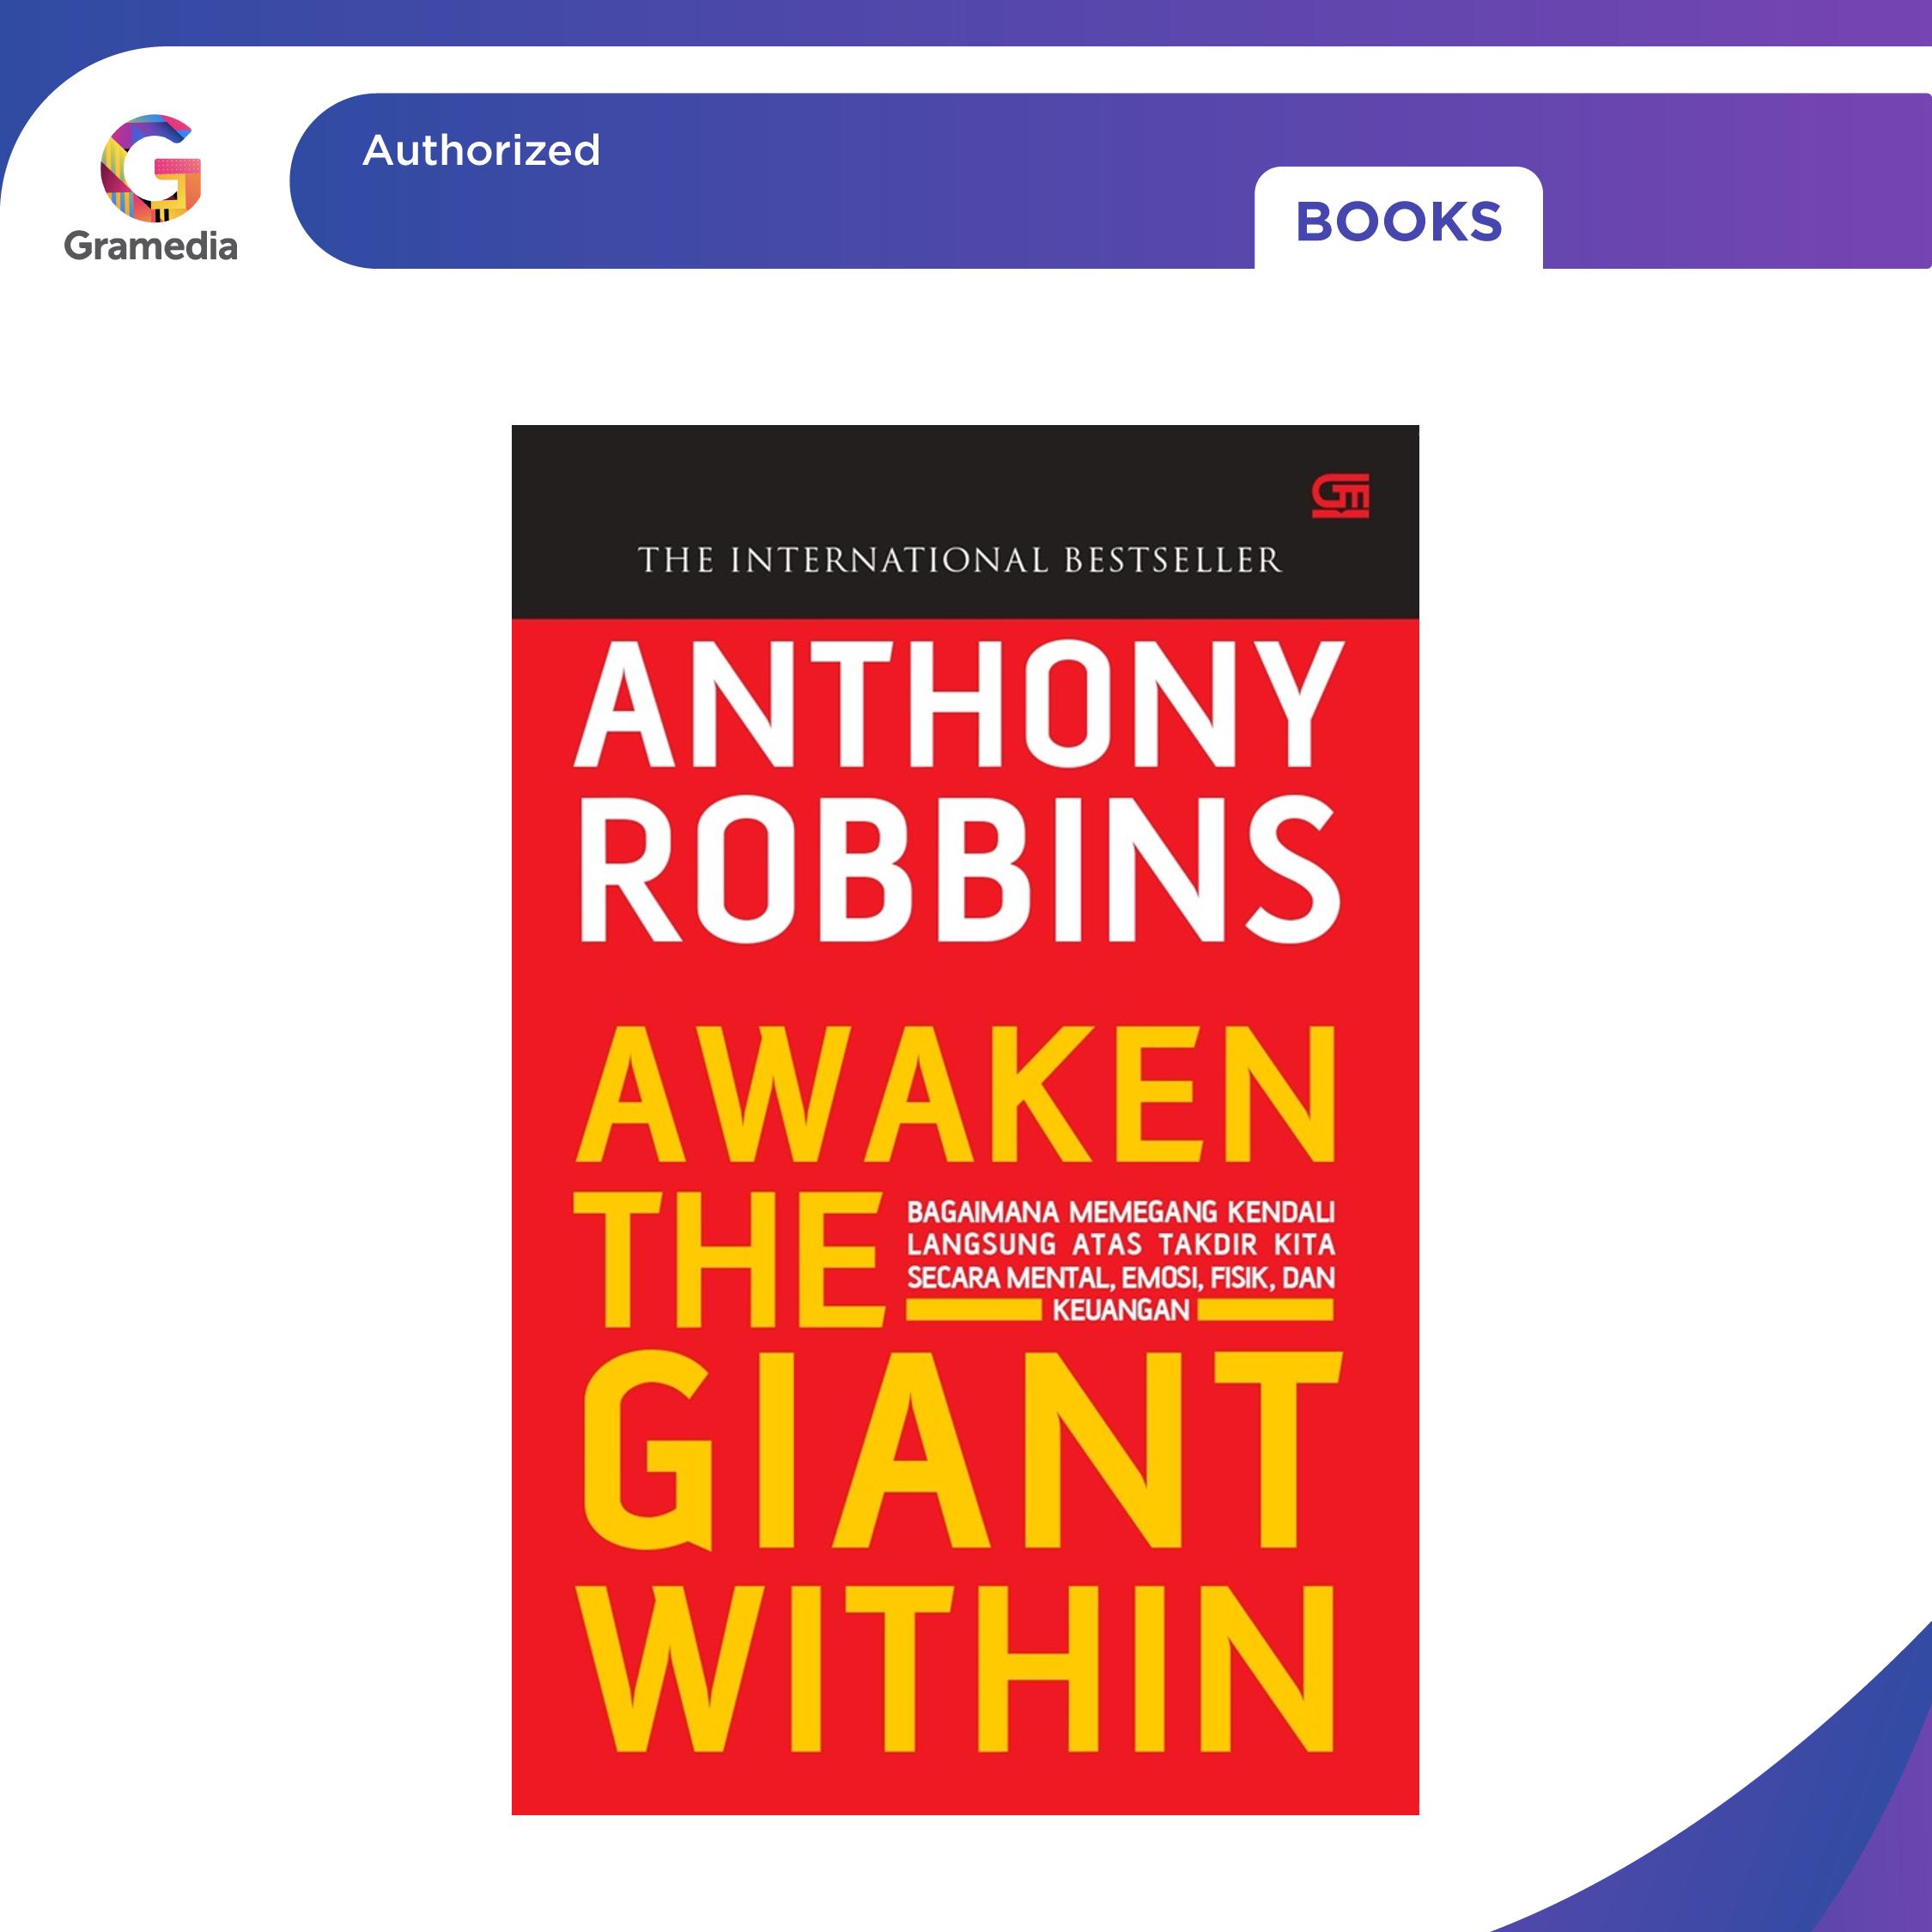 Authorized
BOOKS
Gramedia
THE INTERNATIONAL BESTSELLER
ANTHONY
ROBBINS
AWAKEN
THE
BAGAIMANA MEMEGANG KENDALI
LANGSUNG ATAS TAKDIR KITA
SECARA MENTAL, EMOSI, FISIK, DAN
KEUANGAN
GIANT
WITHIN